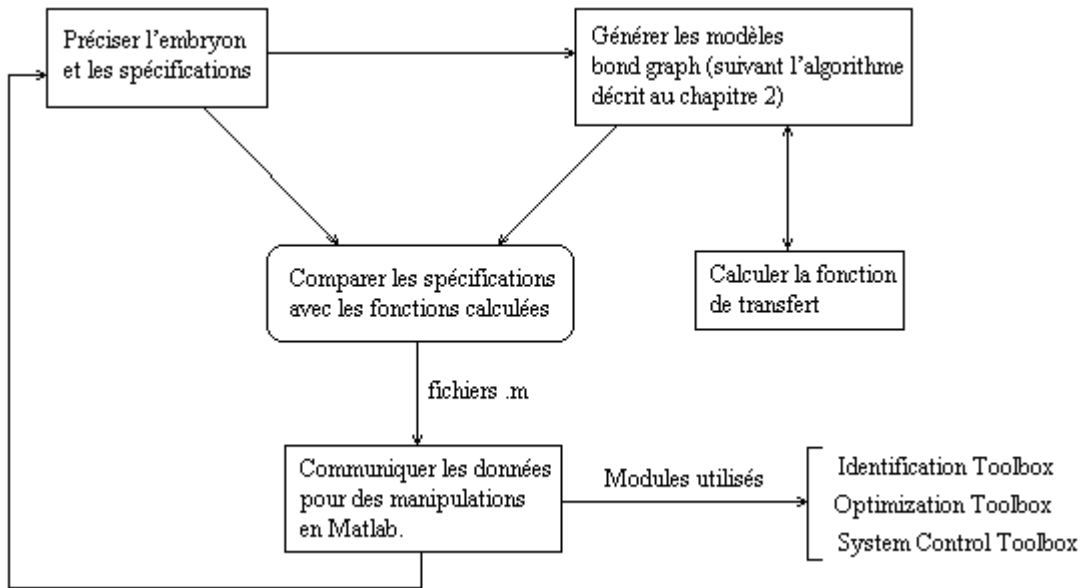 Préciser l'embryon
et les spécifications
Générer les modèles
bond graph (suivant l'algorithme
décrit au chapitre 2)
Comparer les spécifications
avec les fonctions calculées
Calculer la fonction
de transfert
fichiers .m
Communiquer les données
pour des manipulations
en Matlab.
Modules utilisés
Identification Toolbox
Optimization Toolbox
System Control Toolbox